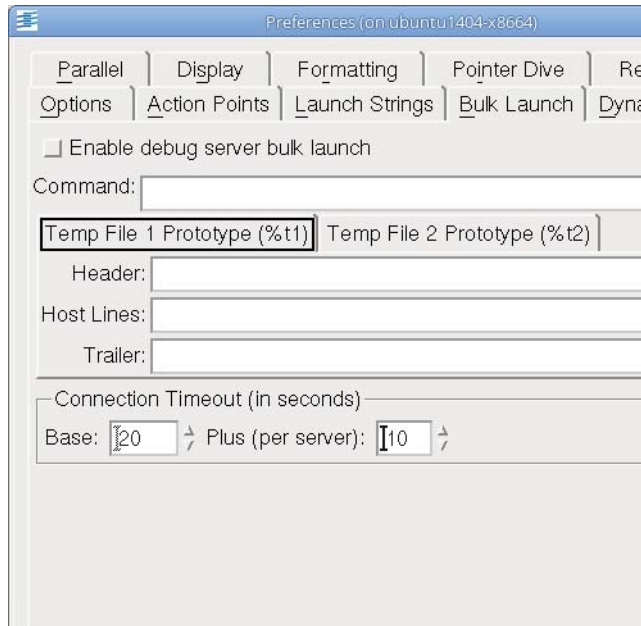 Preferences (on ubuntu1404-x8664)
Parallel Display Formatting Pointer Dive Re
Options Action Points Launch Strings Bulk Launch Dyna
Enable debug server bulk launch
Command:
Temp File 1 Prototype (%t1) Temp File 2 Prototype (%t2)
Header:
Host Lines:
Trailer:
Connection Timeout (in seconds)
Base: 20 Plus (per server): 10